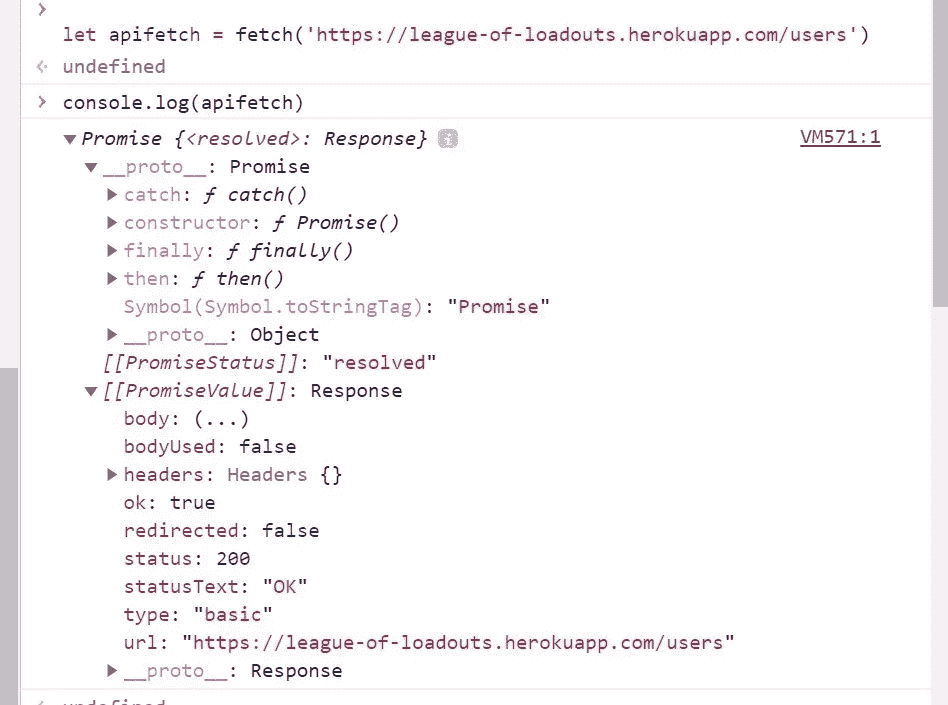 let apifetch = fetch('https://league-of-loadouts.herokuapp.com/users')
undefined
console.log(apifetch)
Promise {<resolved>: Response} i VM571:1
__proto__: Promise
catch: ƒ catch()
constructor: ƒ Promise()
finally: ƒ finally()
then: ƒ then()
Symbol(Symbol.toStringTag): "Promise"
__proto__: Object
[[PromiseStatus]]: "resolved"
[[PromiseValue]]: Response
body: (...)
bodyUsed: false
headers: Headers {}
ok: true
redirected: false
status: 200
statusText: "OK"
type: "basic"
url: "https://league-of-loadouts.herokuapp.com/users"
__proto__: Response
undefined